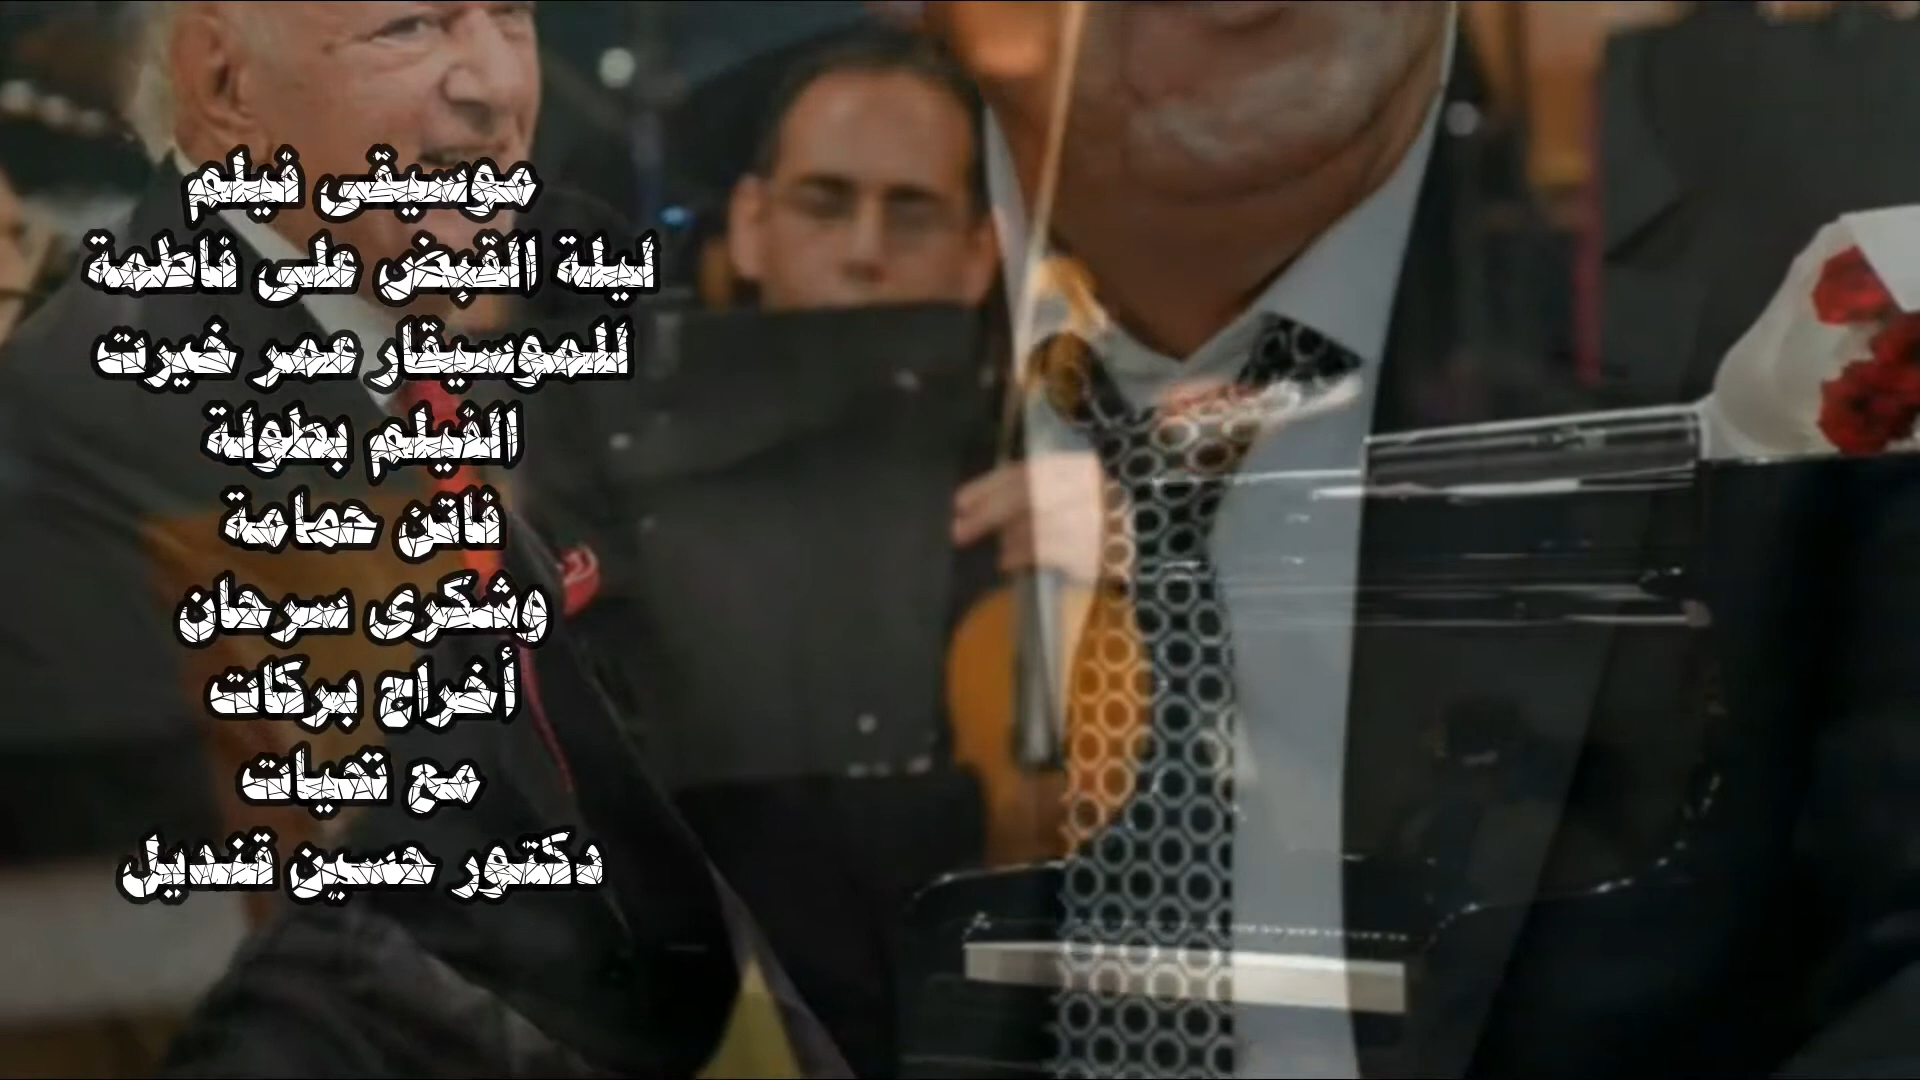 موسيقى فيلم
ليلة القبض على فاطمة
للموسيقار عمر خيرت
الفيلم بطولة
فاتن حمامة
وشكرى سرحان
أخراج بركات
مع تحيات
دكتور حسين قنديل